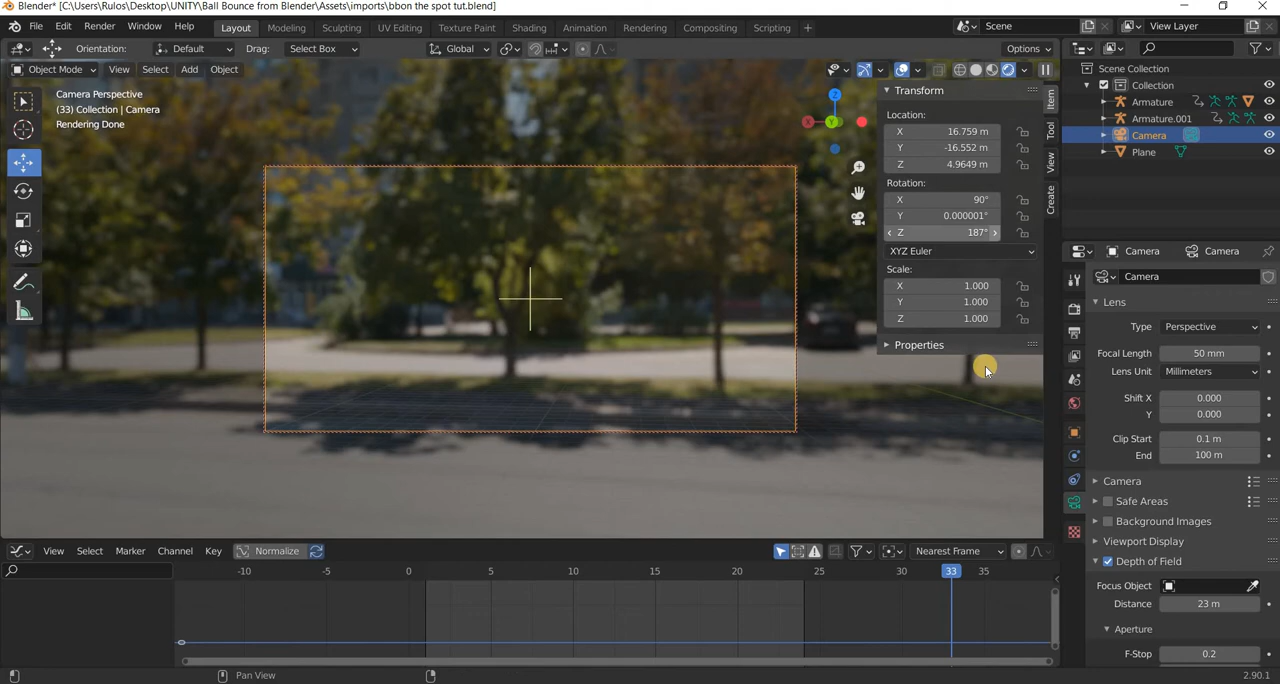 Blender* [C:\Users\Rulos\Desktop\UNITY\Ball Bounce from Blender\Assets\imports\bbon the spot tut.blend]
File Edit Render Window Help Layout Modeling Sculpting UV Editing Texture Paint Shading Animation Rendering Compositing Scripting + Scene View Layer
Orientation: Default Drag: Select Box Global Options
Object Mode View Select Add Object
Camera Perspective
(33) Collection | Camera
Rendering Done
X Y Z
Transform
Location:
X 16.759 m
Y -16.552 m
Z 4.9649 m
Rotation:
X 90°
Y 0.000001°
Z 187°
XYZ Euler
Scale:
X 1.000
Y 1.000
Z 1.000
Properties
Item
Tool
View
Create
Scene Collection
Collection
Armature
Armature.001
Camera
Plane
Camera Camera
Camera
Lens
Type Perspective
Focal Length 50 mm
Lens Unit Millimeters
Shift X 0.000
Y 0.000
Clip Start 0.1 m
End 100 m
Camera
Safe Areas
Background Images
Viewport Display
Depth of Field
Focus Object
Distance 23 m
Aperture
F-Stop 0.2
View Select Marker Channel Key Normalize Nearest Frame
-10 -5 0 5 10 15 20 25 30 33 35
Pan View
2.90.1